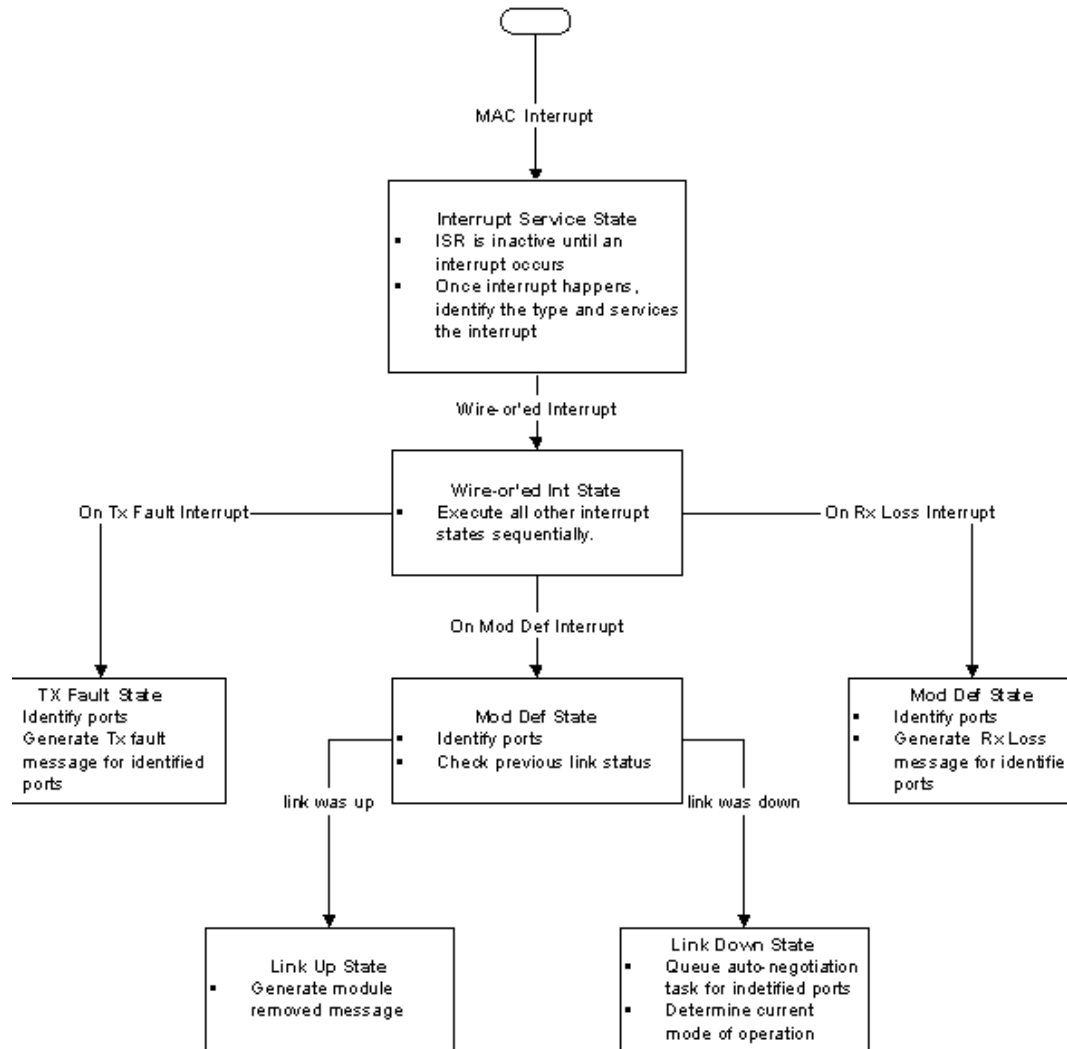 MAC Interrupt
Interrupt Service State
▪ ISR is inactive until an
interrupt occurs
▪ Once interrupt happens,
identify the type and services
the interrupt
Wire-or'ed Interrupt
Wire-or'ed Int State
▪ Execute all other interrupt
states sequentially.
On Tx Fault Interrupt
On Rx Loss Interrupt
On Mod Def Interrupt
TX Fault State
Identify ports
Generate Tx fault
message for identified
ports
Mod Def State
▪ Identify ports
▪ Check previous link status
Mod Def State
▪ Identify ports
▪ Generate Rx Loss
message for identifie
ports
link was up
link was down
Link Up State
▪ Generate module
removed message
Link Down State
▪ Queue auto-negotiation
task for indetified ports
▪ Determine current
mode of operation